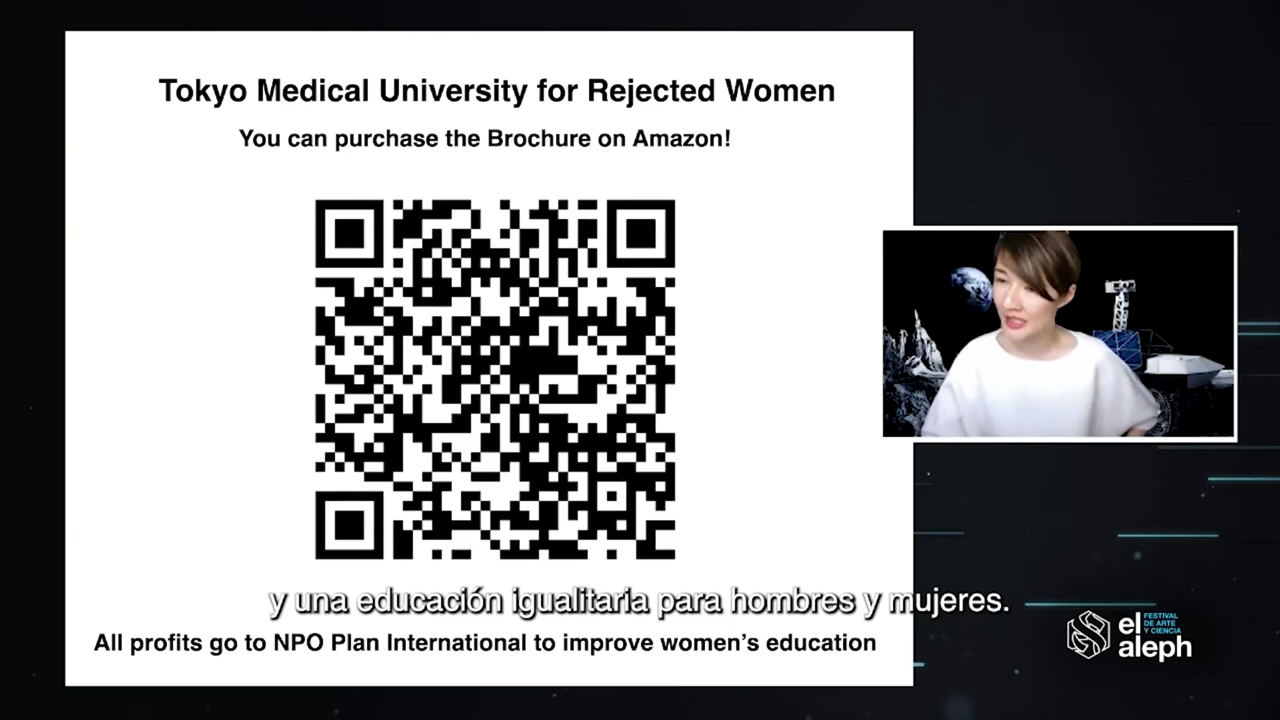 Tokyo Medical University for Rejected Women
You can purchase the Brochure on Amazon!
y una educación igualitaria para hombres y mujeres.
All profits go to NPO Plan International to improve women’s education
el aleph
FESTIVAL
DE ARTE
Y CIENCIA